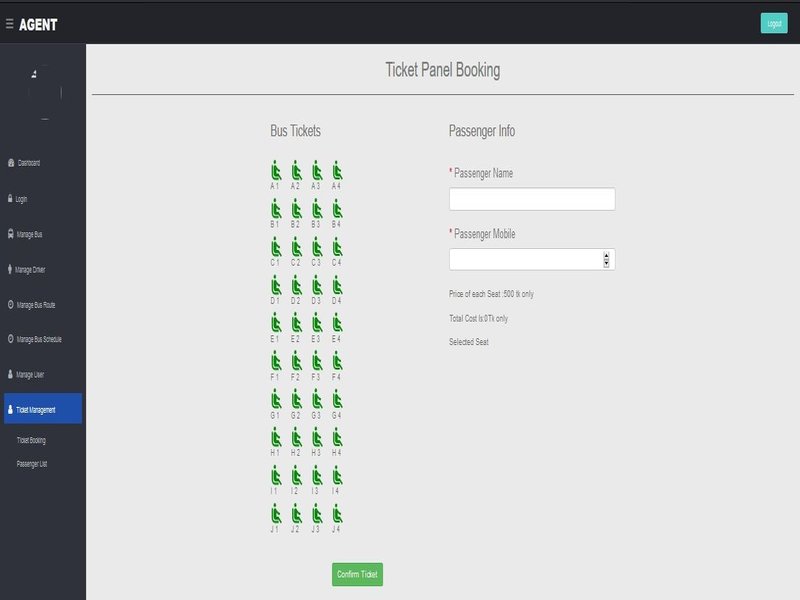 AGENT
Logout
Ticket Panel Booking
Dashboard
Login
Manage Bus
Manage Driver
Manage Bus Route
Manage Bus Schedule
Manage User
Ticket Management
Ticket Booking
Passenger List
Bus Tickets
A 1 A 2 A 3 A 4
B 1 B 2 B 3 B 4
C 1 C 2 C 3 C 4
D 1 D 2 D 3 D 4
E 1 E 2 E 3 E 4
F 1 F 2 F 3 F 4
G 1 G 2 G 3 G 4
H 1 H 2 H 3 H 4
I 1 I 2 I 3 I 4
J 1 J 2 J 3 J 4
Confirm Ticket
Passenger Info
* Passenger Name
* Passenger Mobile
Price of each Seat :500 tk only
Total Cost Is:0Tk only
Selected Seat